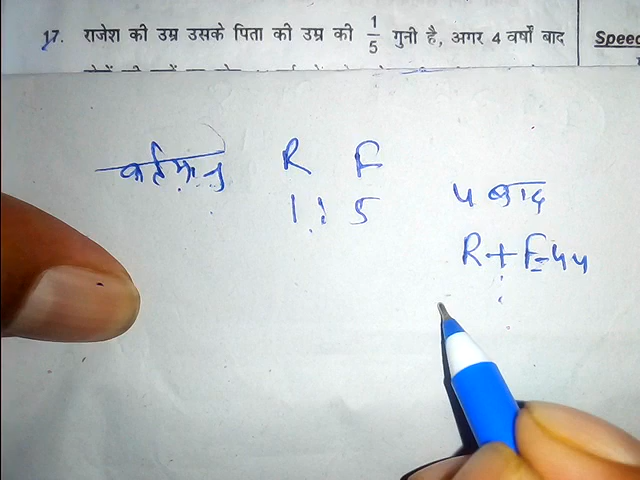 17. राजेश की उम्र उसके पिता की उम्र की 1/5 गुनी है, अगर 4 वर्षों बाद
Speed
वर्तमान R F
1 : 5
4 बाद
R + F = 44